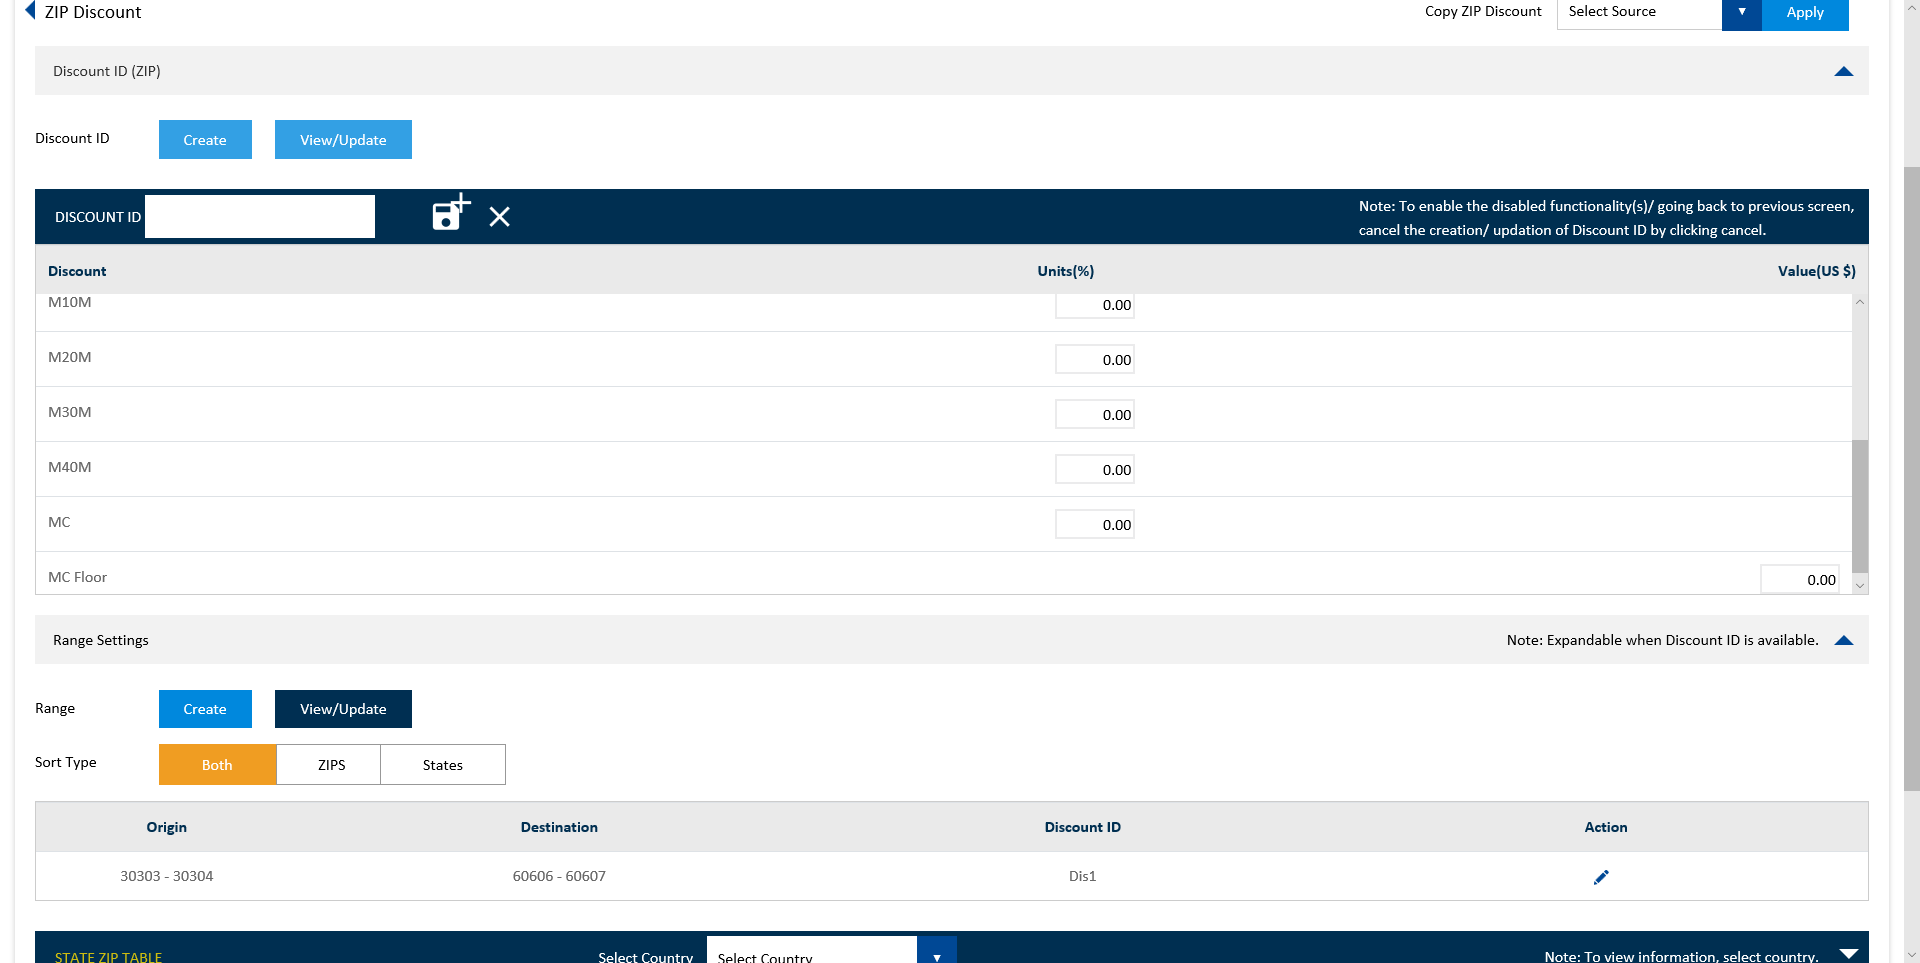 ZIP Discount
Copy ZIP Discount
Select Source
Apply
Discount ID (ZIP)
Discount ID
Create
View/Update
DISCOUNT ID
Note: To enable the disabled functionality(s)/ going back to previous screen,
cancel the creation/ updation of Discount ID by clicking cancel.
Discount
Units(%)
Value(US $)
M10M
0.00
M20M
0.00
M30M
0.00
M40M
0.00
MC
0.00
MC Floor
0.00
Range Settings
Note: Expandable when Discount ID is available.
Range
Create
View/Update
Sort Type
Both
ZIPS
States
Origin
Destination
Discount ID
Action
30303 - 30304
60606 - 60607
Dis1
STATE ZIP TABLE
Select Country
Select Country
Note: To view information, select country.